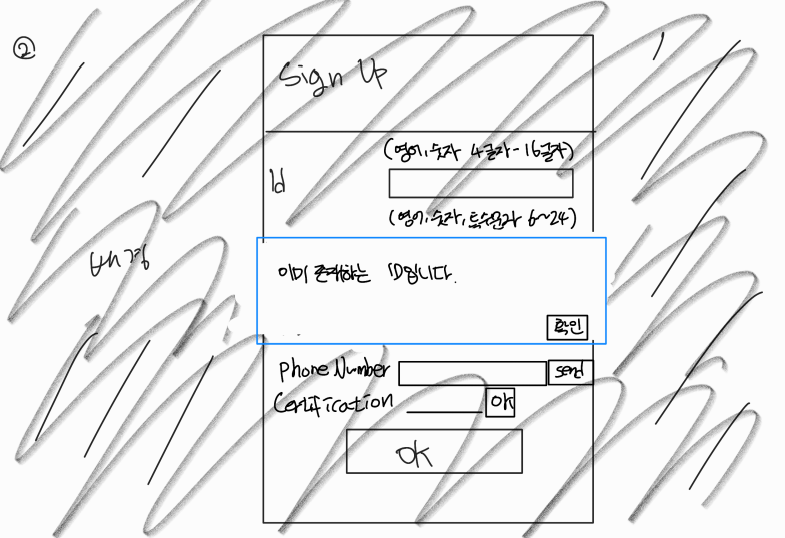 ②
Sign Up
(영어, 숫자 4글자-16글자)
Id
(영어, 숫자, 특수문자 6~24)
배경
이미 존재하는 ID입니다.
확인
Phone Number send
Certification OK
OK